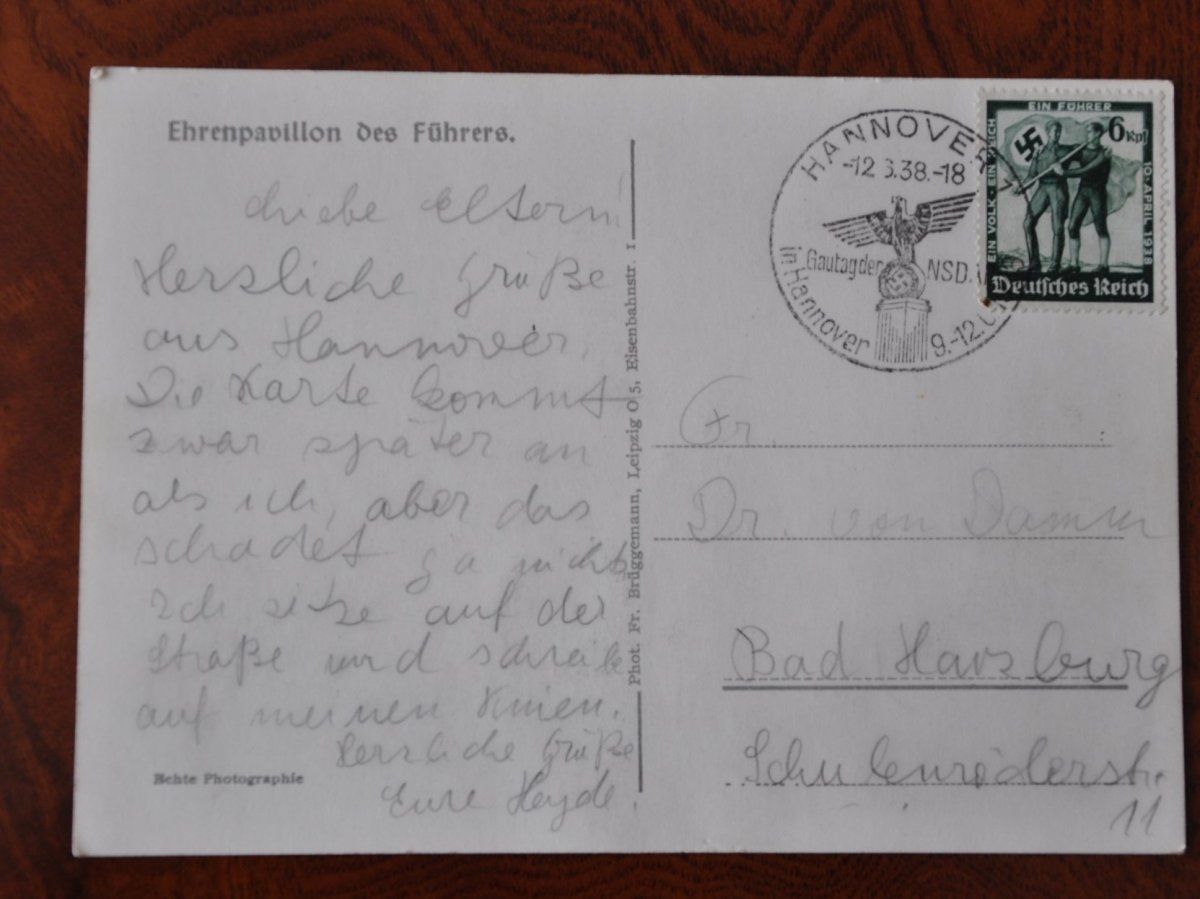 Ehrenpavillon des Führers.
Liebe Eltern!
Herzliche Grüße
aus Hannover.
Die Karte kommt
zwar später an
als ich, aber das
schadet ja nichts
Ich sitze auf der
Straße und schreibe
auf meinen Knien.
Herzliche Grüße
Eure Heyde.
Echte Photographie
Phot. Fr. Brüggemann, Leipzig O 5, Eisenbahnstr. 1
HANNOVER 1
-12.6.38.-18
Gautag der NSD.
in Hannover 9.-12.
EIN VOLK EIN REICH
EIN FÜHRER
10. APRIL 1938
6 Rpf
Deutsches Reich
Fr.
Dr. von Damm
Bad Harzburg
Schulenröderstr.
11